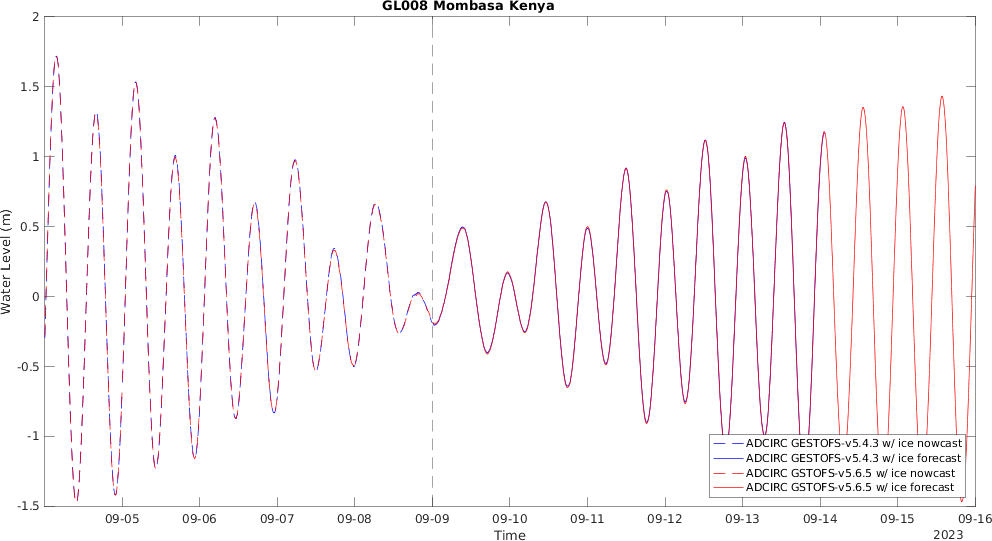 GL008 Mombasa Kenya
Water Level (m)
2
1.5
1
0.5
0
-0.5
-1
-1.5
09-05 09-06 09-07 09-08 09-09 09-10 09-11 09-12 09-13 09-14 09-15 09-16
Time
2023
ADCIRC GESTOFS-v5.4.3 w/ ice nowcast
ADCIRC GESTOFS-v5.4.3 w/ ice forecast
ADCIRC GSTOFS-v5.6.5 w/ ice nowcast
ADCIRC GSTOFS-v5.6.5 w/ ice forecast